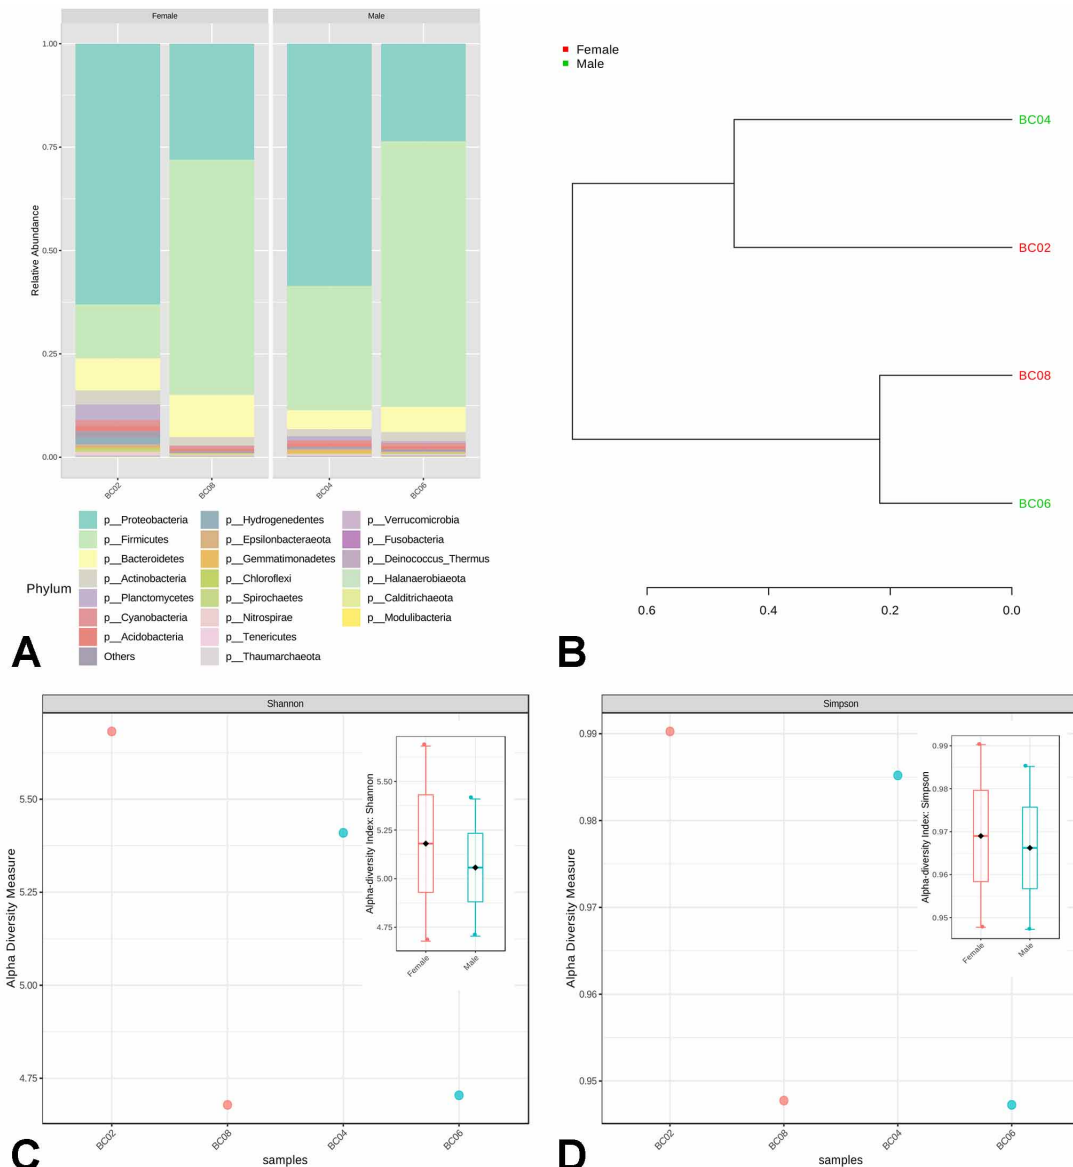 Female Male
1.00
0.75
0.50
0.25
0.00
Relative Abundance
BC02 BC08 BC04 BC06
Phylum
p__Proteobacteria p__Hydrogenedentes p__Verrucomicrobia
p__Firmicutes p__Epsilonbacteraeota p__Fusobacteria
p__Bacteroidetes p__Gemmatimonadetes p__Deinococcus_Thermus
p__Actinobacteria p__Chloroflexi p__Halanaerobiaeota
p__Planctomycetes p__Spirochaetes p__Calditrichaeota
p__Cyanobacteria p__Nitrospirae p__Modulibacteria
p__Acidobacteria p__Tenericutes
Others p__Thaumarchaeota
A
Female
Male
BC04
BC02
BC08
BC06
0.6 0.4 0.2 0.0
B
Shannon
Alpha Diversity Measure
5.50
5.25
5.00
4.75
BC02 BC08 BC04 BC06
samples
Alpha-diversity Index: Shannon
5.50
5.25
5.00
4.75
Female Male
C
Simpson
Alpha Diversity Measure
0.99
0.98
0.97
0.96
0.95
BC02 BC08 BC04 BC06
samples
Alpha-diversity Index: Simpson
0.99
0.98
0.97
0.96
0.95
Female Male
D